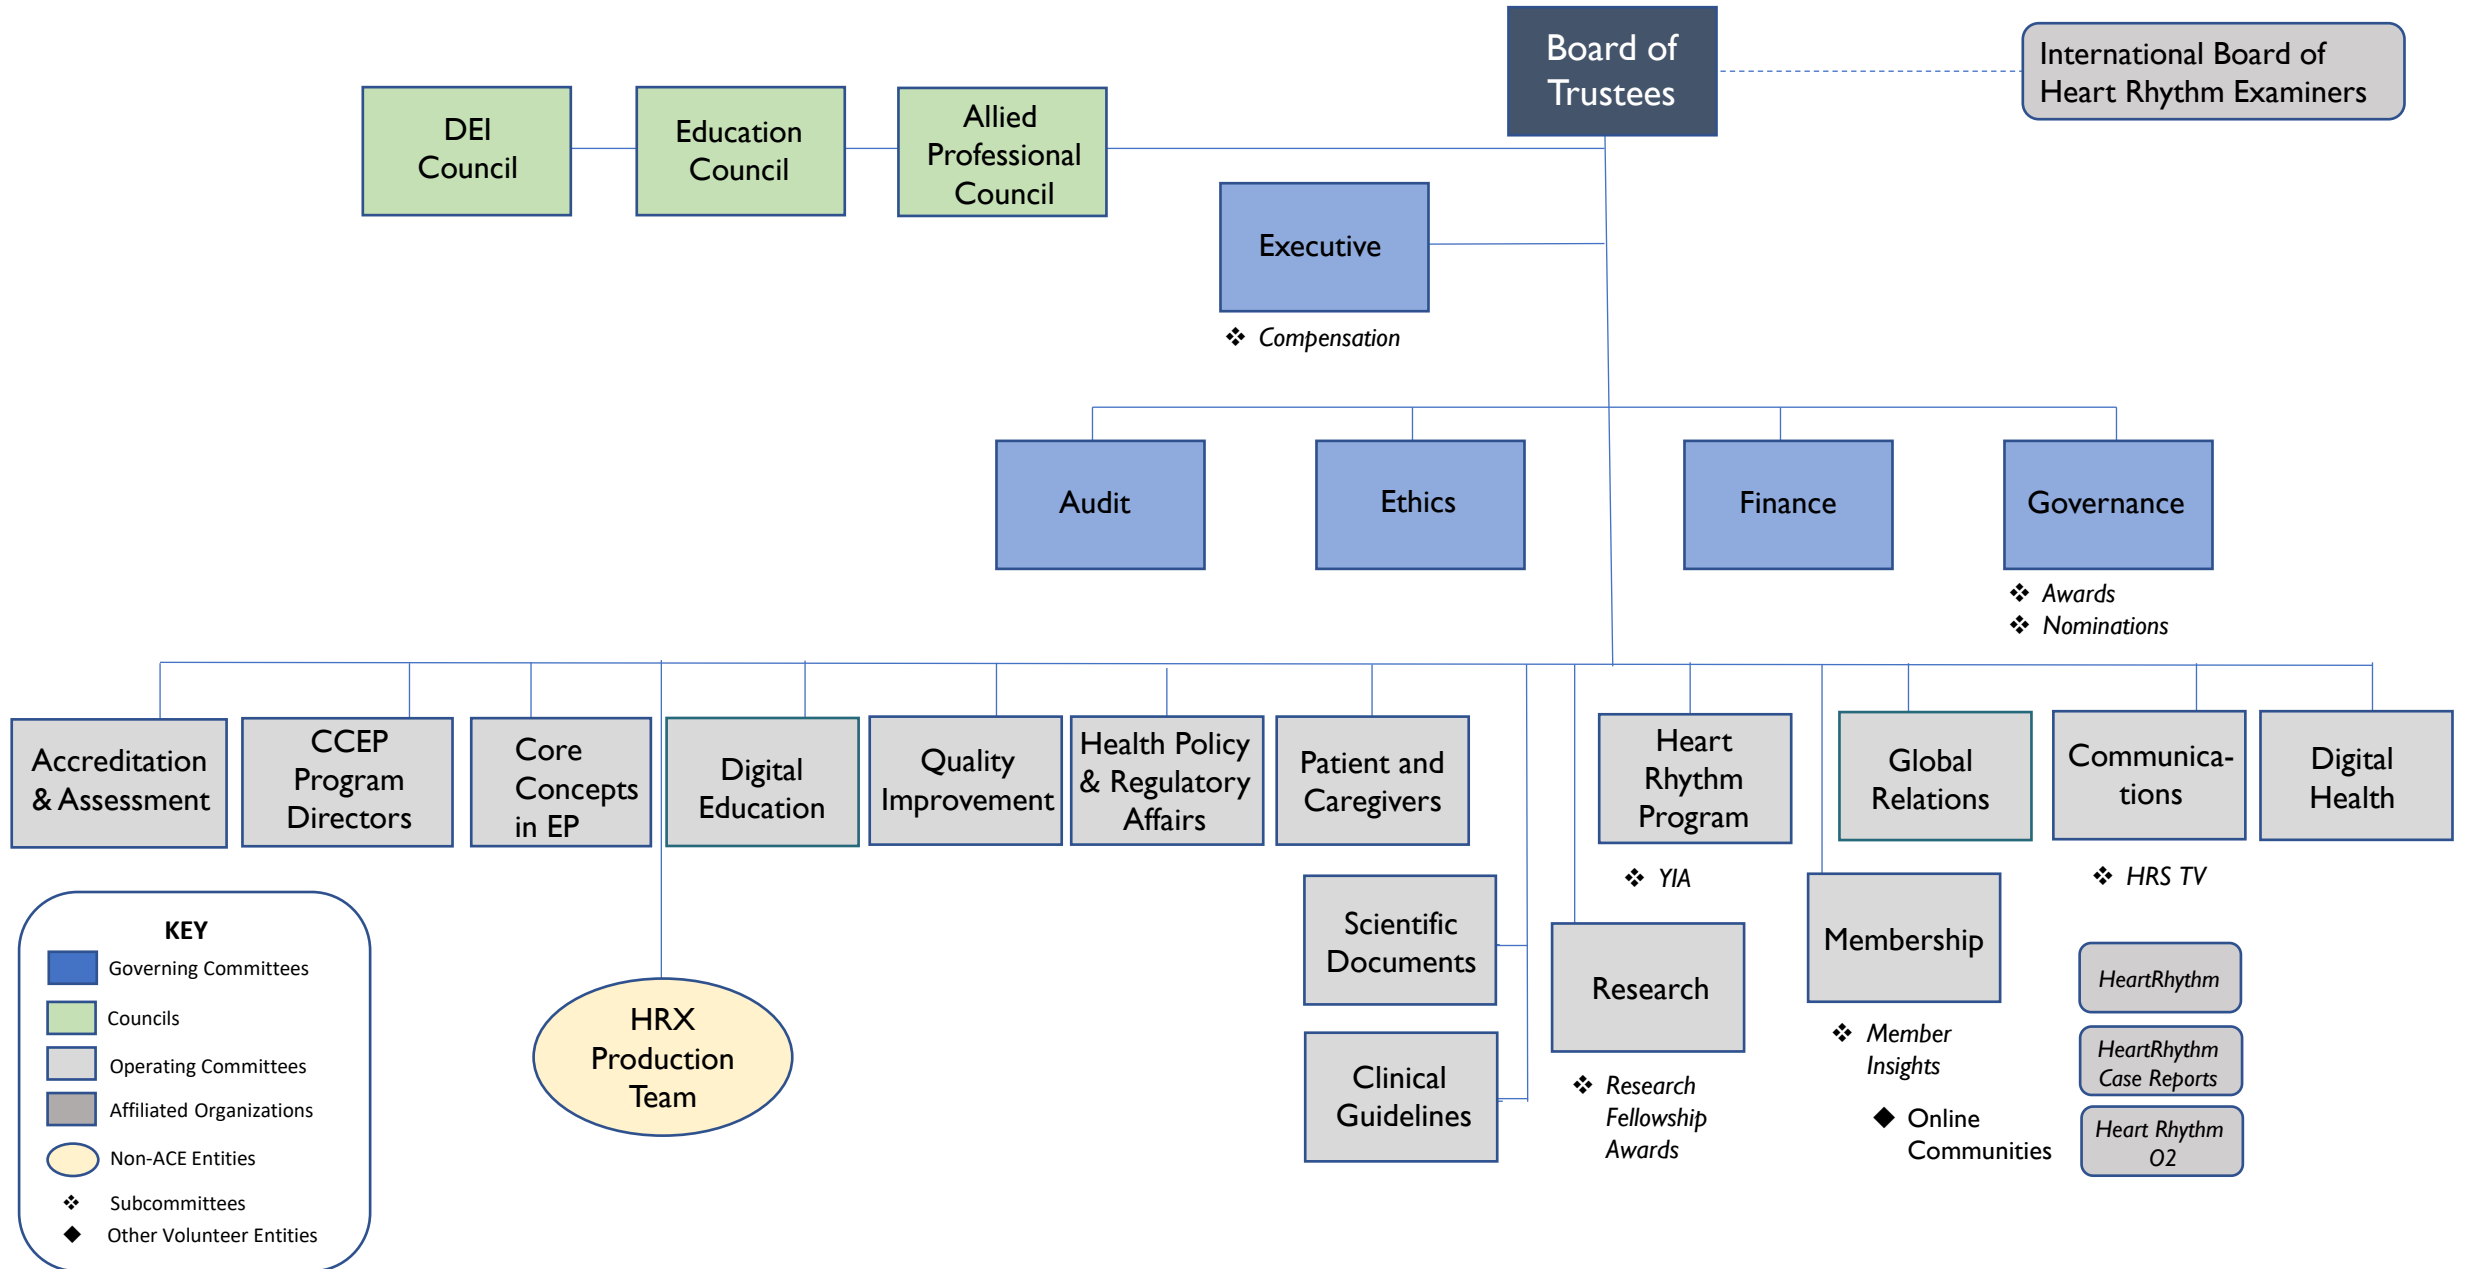 Board of
Trustees
International Board of
Heart Rhythm Examiners
DEI
Council
Education
Council
Allied
Professional
Council
Executive
❖ Compensation
Audit
Ethics
Finance
Governance
❖ Awards
❖ Nominations
Accreditation
& Assessment
CCEP
Program
Directors
Core
Concepts
in EP
Digital
Education
Quality
Improvement
Health Policy
& Regulatory
Affairs
Patient and
Caregivers
Heart
Rhythm
Program
❖ YIA
Global
Relations
Communica-
tions
❖ HRS TV
Digital
Health
Scientific
Documents
Clinical
Guidelines
Research
❖ Research
Fellowship
Awards
Membership
❖ Member
Insights
◆ Online
Communities
HeartRhythm
HeartRhythm
Case Reports
Heart Rhythm
O2
HRX
Production
Team
KEY
Governing Committees
Councils
Operating Committees
Affiliated Organizations
Non-ACE Entities
❖ Subcommittees
◆ Other Volunteer Entities